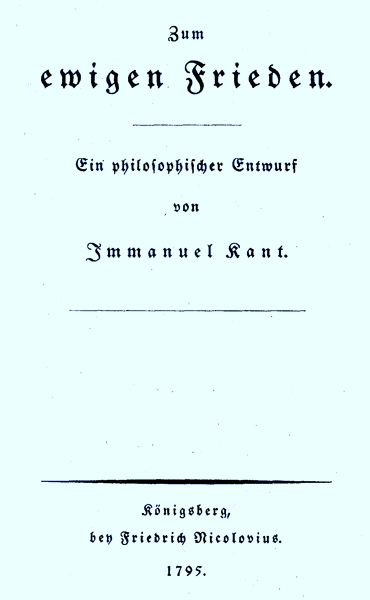 Zum
ewigen Frieden.
Ein philoſophiſcher Entwurf
von
Immanuel Kant.
Königsberg,
bey Friedrich Nicolovius.
1795.